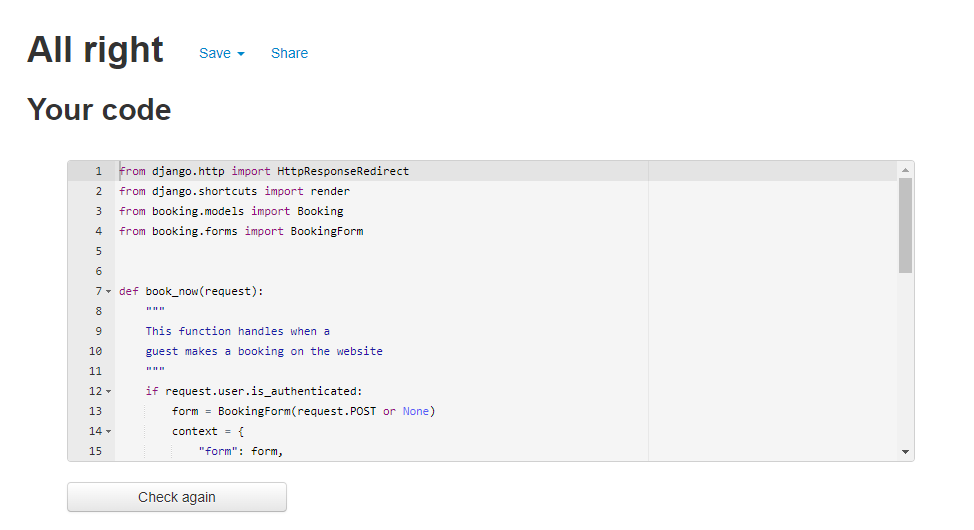 All right Save Share
Your code
1 from django.http import HttpResponseRedirect
2 from django.shortcuts import render
3 from booking.models import Booking
4 from booking.forms import BookingForm
5
6
7 def book_now(request):
8     """
9     This function handles when a
10     guest makes a booking on the website
11     """
12     if request.user.is_authenticated:
13         form = BookingForm(request.POST or None)
14         context = {
15             "form": form,
Check again